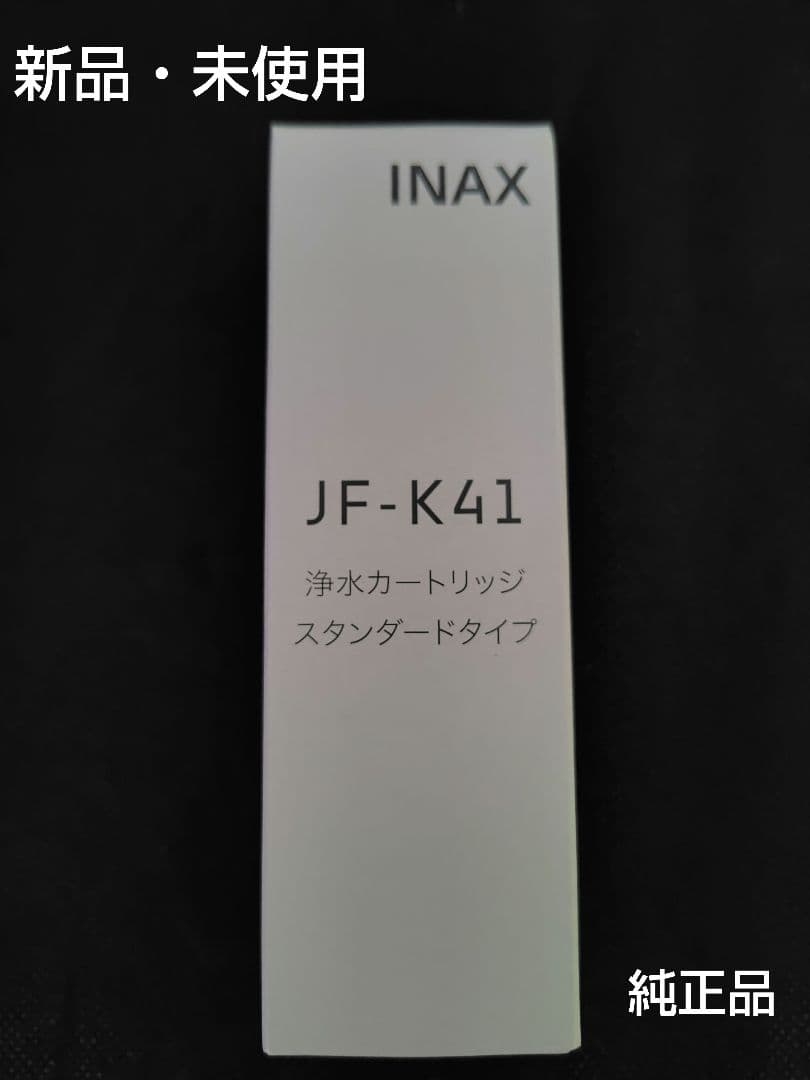 新品・未使用
INAX
JF-K41
浄水カートリッジ
スタンダードタイプ
純正品